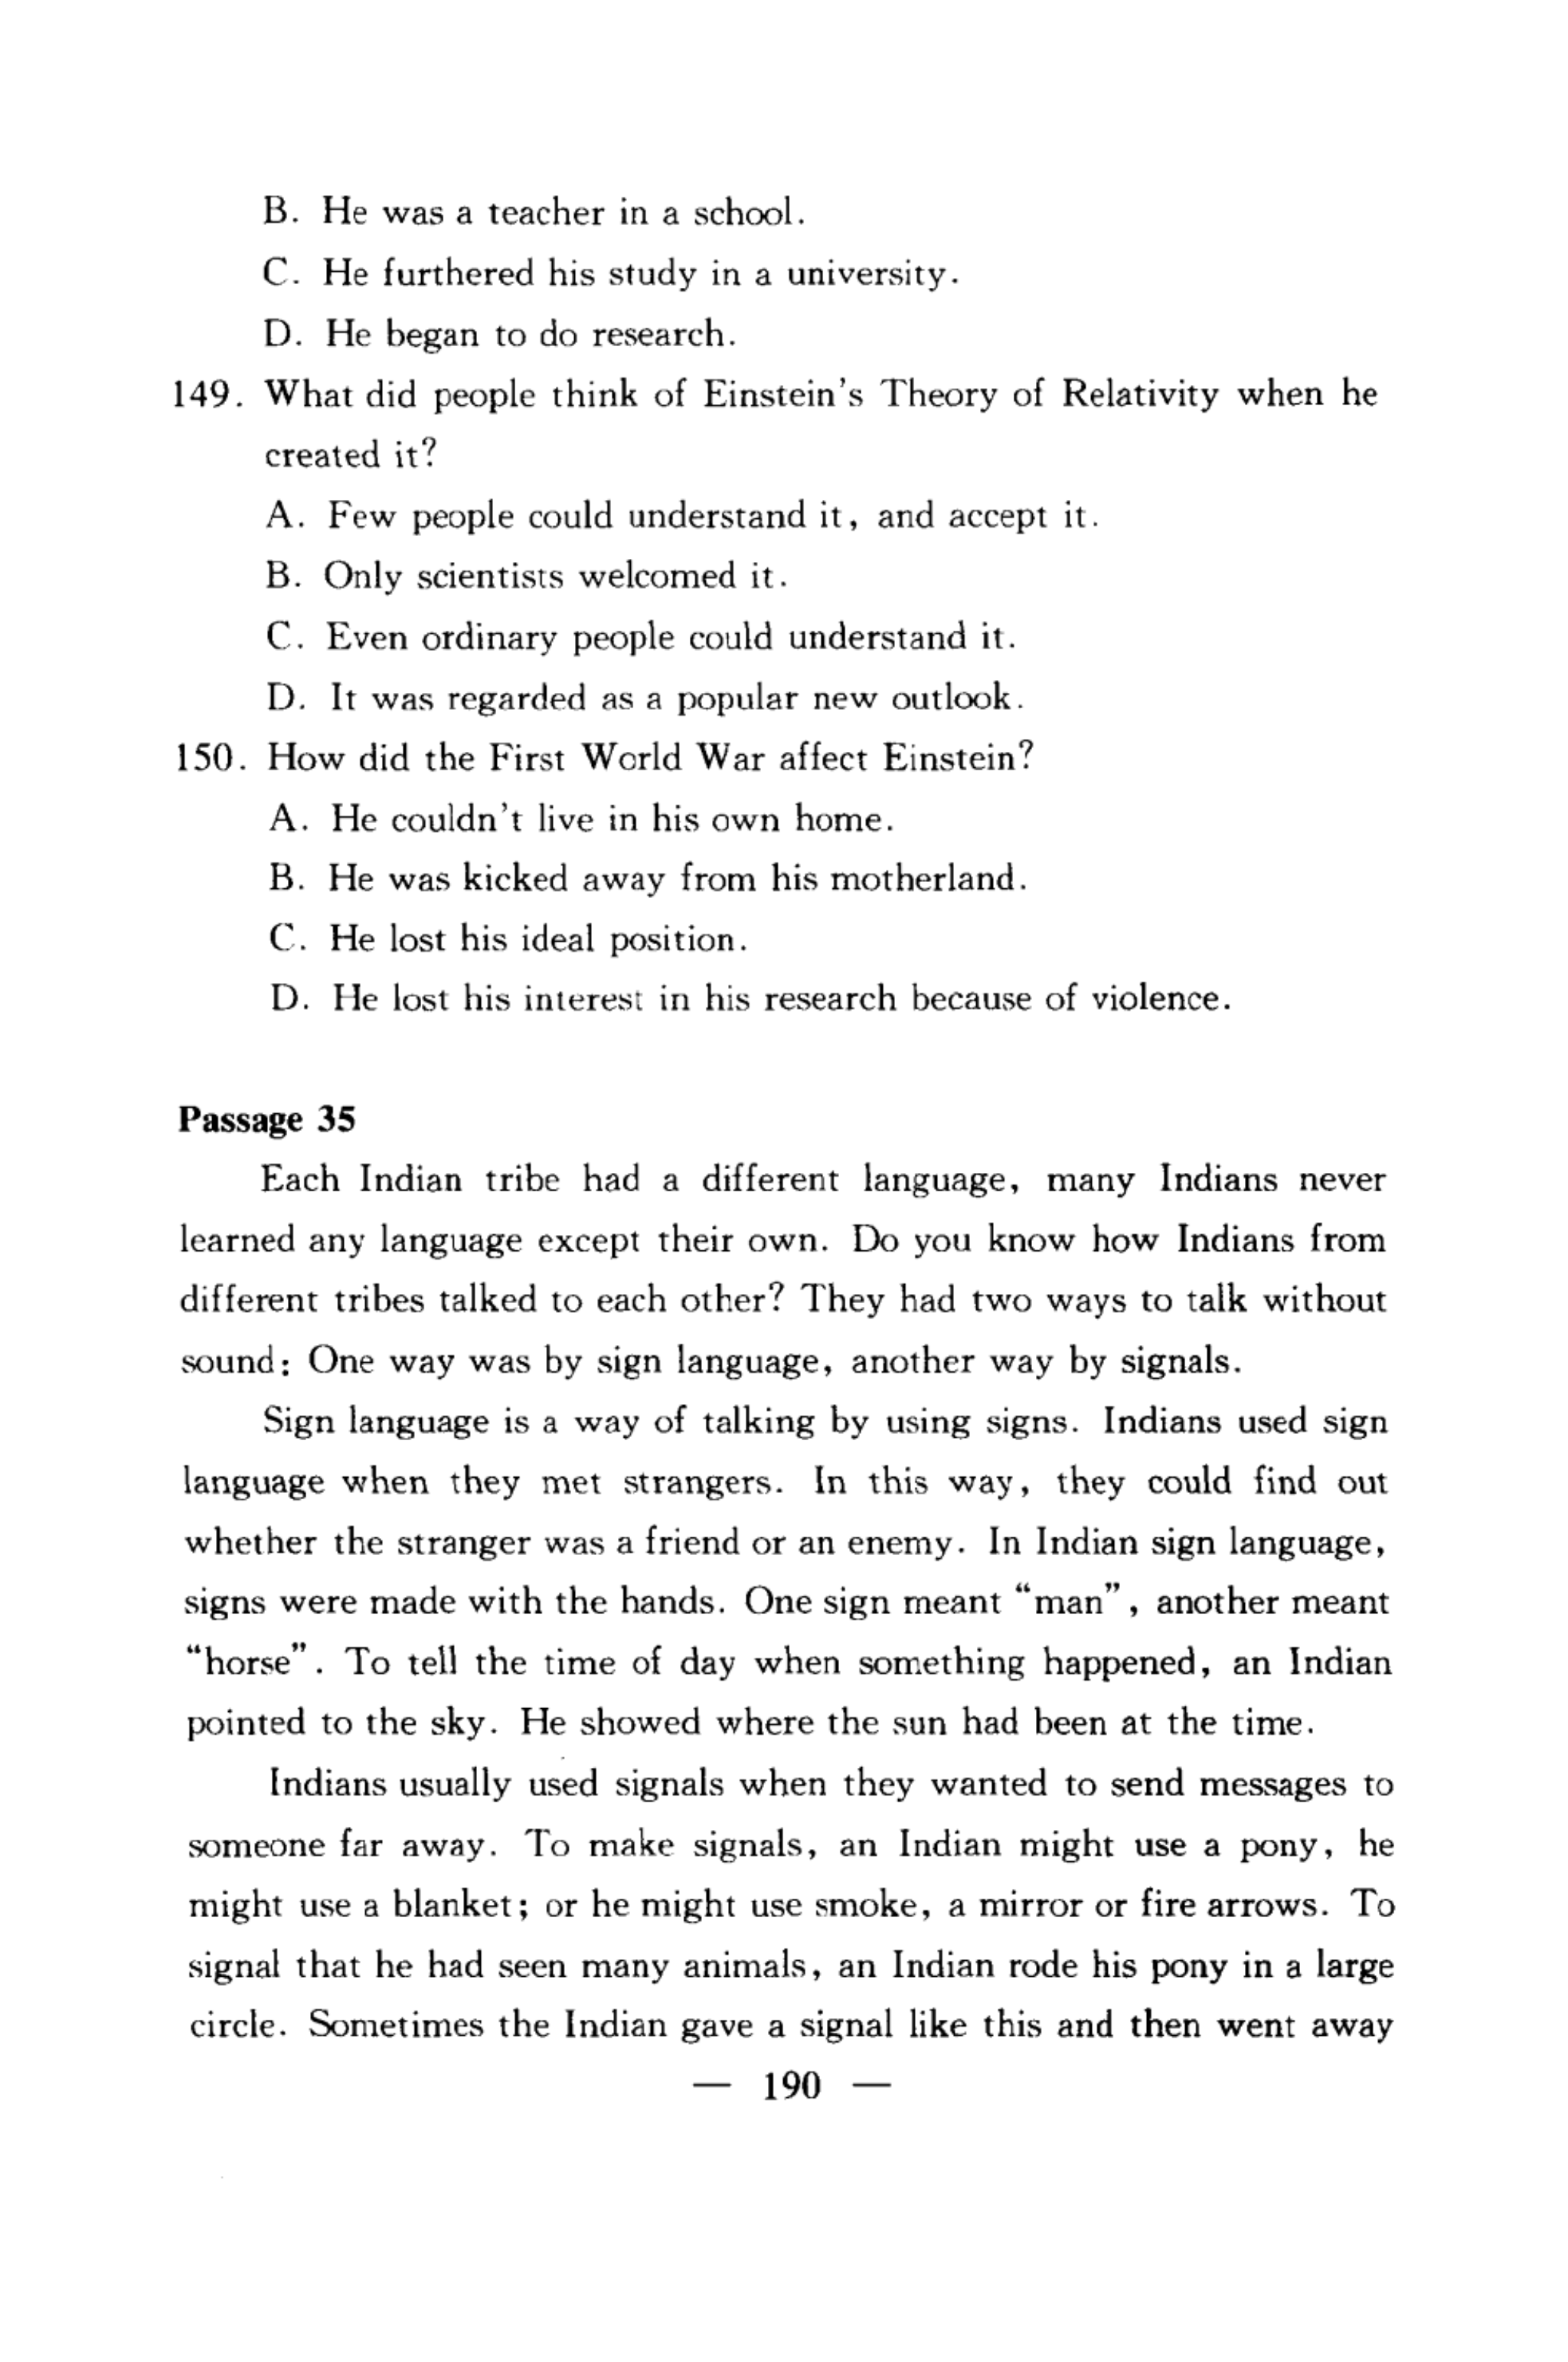 B. He was a teacher in a school.
C. He furthered his study in a university.
D. He began to do research.
149. What did people think of Einstein's Theory of Relativity when he
created it?
A. Few people could understand it, and accept it.
B. Only scientists welcomed it.
C. Even ordinary people could understand it.
D. It was regarded as a popular new outlook.
150. How did the First World War affect Einstein?
A. He couldn't live in his own home.
B. He was kicked away from his motherland.
C. He lost his ideal position.
D. He lost his interest in his research because of violence.
Passage 35
Each Indian tribe had a different language, many Indians never
learned any language except their own. Do you know how Indians from
different tribes talked to each other? They had two ways to talk without
sound: One way was by sign language, another way by signals.
Sign language is a way of talking by using signs. Indians used sign
language when they met strangers. In this way, they could find out
whether the stranger was a friend or an enemy. In Indian sign language,
signs were made with the hands. One sign meant "man", another meant
"horse". To tell the time of day when something happened, an Indian
pointed to the sky. He showed where the sun had been at the time.
Indians usually used signals when they wanted to send messages to
someone far away. To make signals, an Indian might use a pony, he
might use a blanket; or he might use smoke, a mirror or fire arrows. To
signal that he had seen many animals, an Indian rode his pony in a large
circle. Sometimes the Indian gave a signal like this and then went away
— 190 —